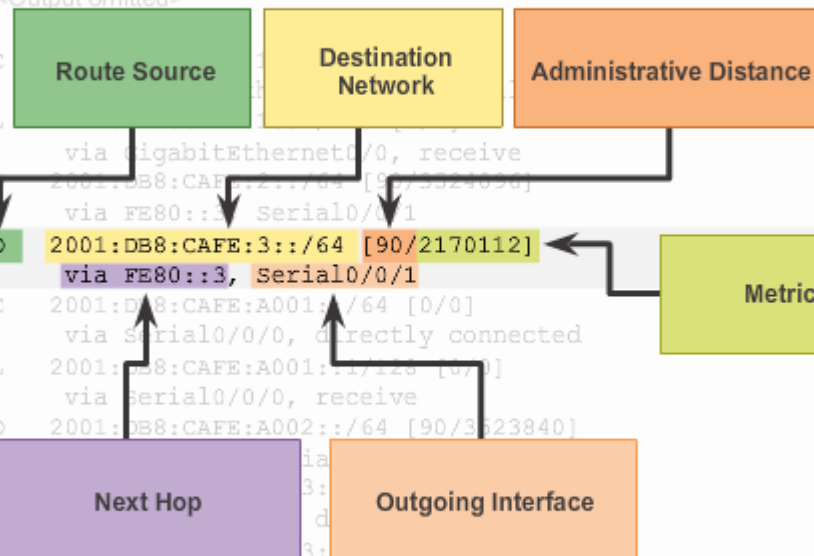 <Output omitted>
Route Source
Destination
Network
Administrative Distance
via GigabitEthernet0/0, receive
2001:DB8:CAFE:2::/64 [90/3524096]
via FE80::3, Serial0/0/1
D 2001:DB8:CAFE:3::/64 [90/2170112]
via FE80::3, Serial0/0/1
Metric
C 2001:DB8:CAFE:A001::/64 [0/0]
via Serial0/0/0, directly connected
L 2001:DB8:CAFE:A001::1/128 [0/0]
via Serial0/0/0, receive
D 2001:DB8:CAFE:A002::/64 [90/3523840]
Next Hop
Outgoing Interface